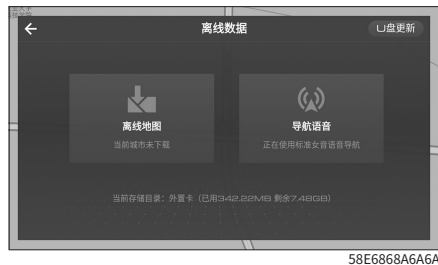 离线数据
U盘更新
离线地图
当前城市未下载
导航语音
正在使用标准女音语音导航
当前存储目录：外置卡（已用342.22MB 剩余7.48GB）
58E6868A6A6A